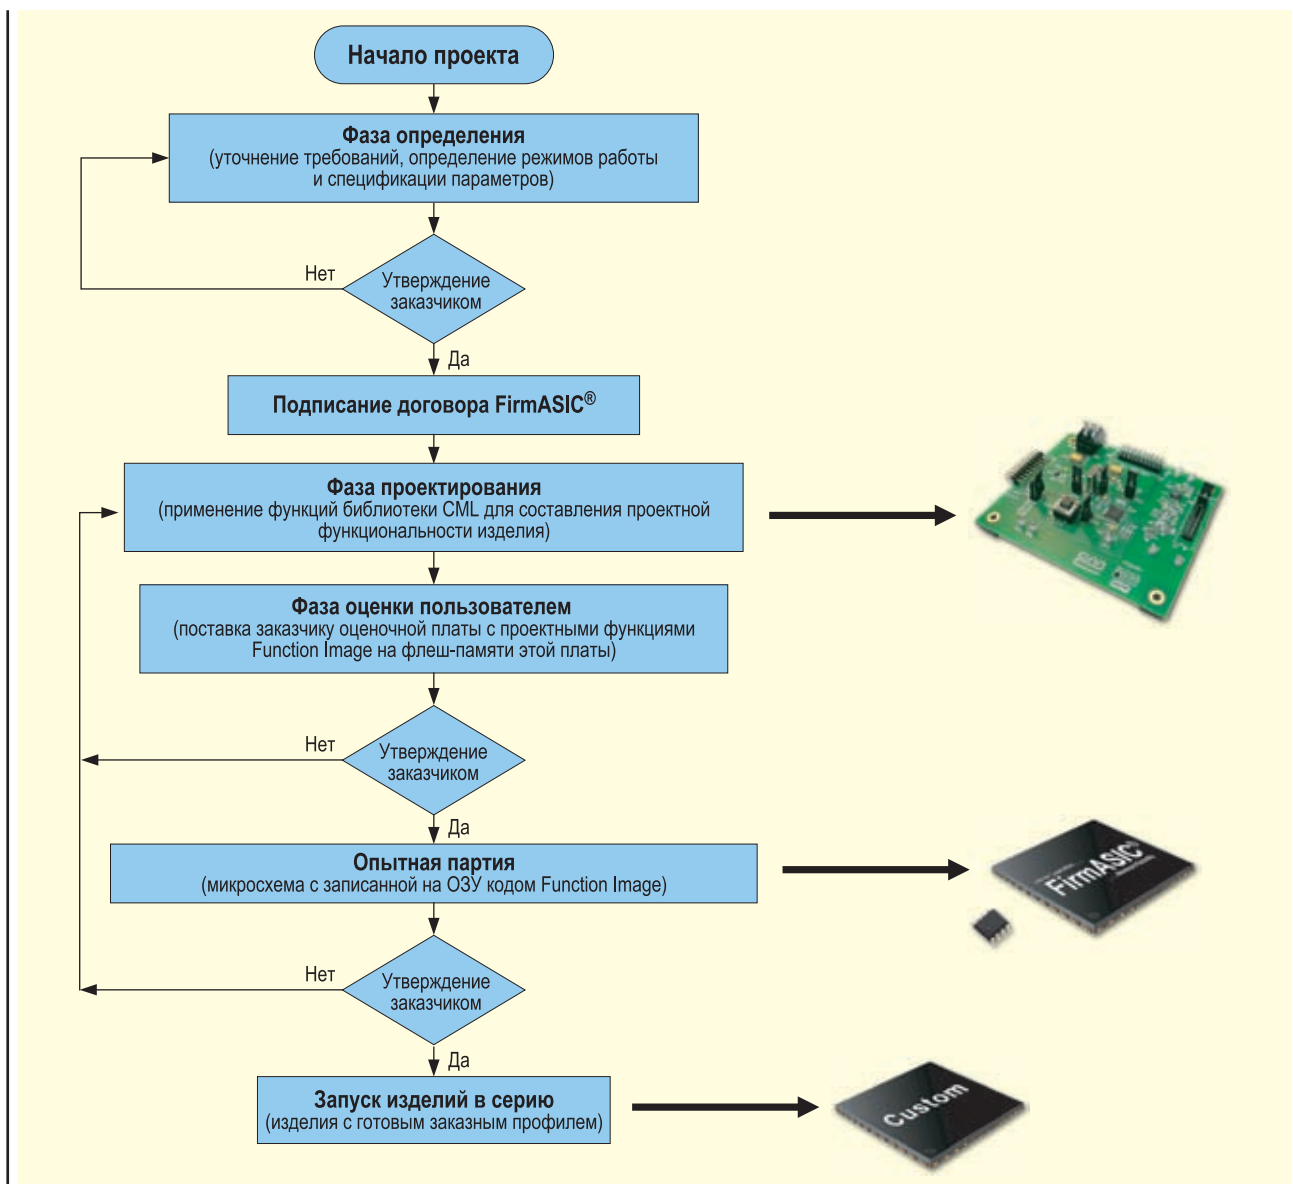 Начало проекта
Фаза определения
(уточнение требований, определение режимов работы
и спецификации параметров)
Нет
Утверждение
заказчиком
Да
Подписание договора FirmASIC®
Фаза проектирования
(применение функций библиотеки CML для составления проектной
функциональности изделия)
Фаза оценки пользователем
(поставка заказчику оценочной платы с проектными функциями
Function Image на флеш-памяти этой платы)
Нет
Утверждение
заказчиком
Да
Опытная партия
(микросхема с записанной на ОЗУ кодом Function Image)
FirmASIC®
Нет
Утверждение
заказчиком
Да
Запуск изделий в серию
(изделия с готовым заказным профилем)
Custom